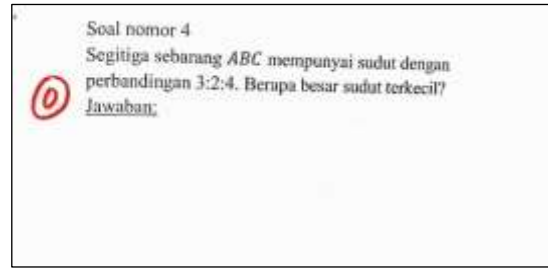 Soal nomor 4
Segitiga sebarang ABC mempunyai sudut dengan
perbandingan 3:2:4. Berapa besar sudut terkecil?
0
Jawaban: